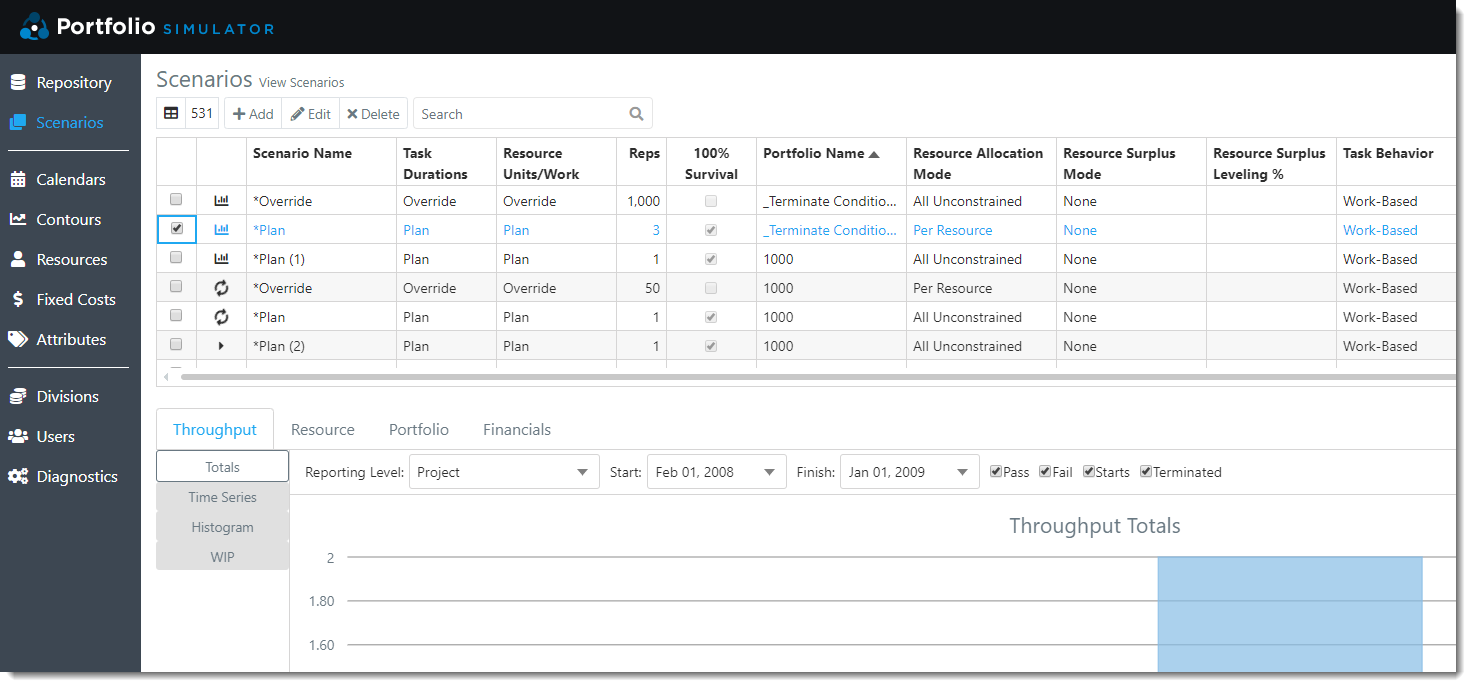 Portfolio SIMULATOR
Repository
Scenarios
Calendars
Contours
Resources
Fixed Costs
Attributes
Divisions
Users
Diagnostics
Scenarios View Scenarios
531 Add Edit Delete Search
Scenario Name Task Durations Resource Units/Work Reps 100% Survival Portfolio Name Resource Allocation Mode Resource Surplus Mode Resource Surplus Leveling % Task Behavior
*Override Override Override 1,000 _Terminate Conditio... All Unconstrained None Work-Based
*Plan Plan Plan 3 _Terminate Conditio... Per Resource None Work-Based
*Plan (1) Plan Plan 1 1000 All Unconstrained None Work-Based
*Override Override Override 50 1000 Per Resource None Work-Based
*Plan Plan Plan 1 1000 All Unconstrained None Work-Based
*Plan (2) Plan Plan 1 1000 All Unconstrained None Work-Based
Throughput Resource Portfolio Financials
Totals
Time Series
Histogram
WIP
Reporting Level: Project Start: Feb 01, 2008 Finish: Jan 01, 2009 Pass Fail Starts Terminated
Throughput Totals
2
1.80
1.60